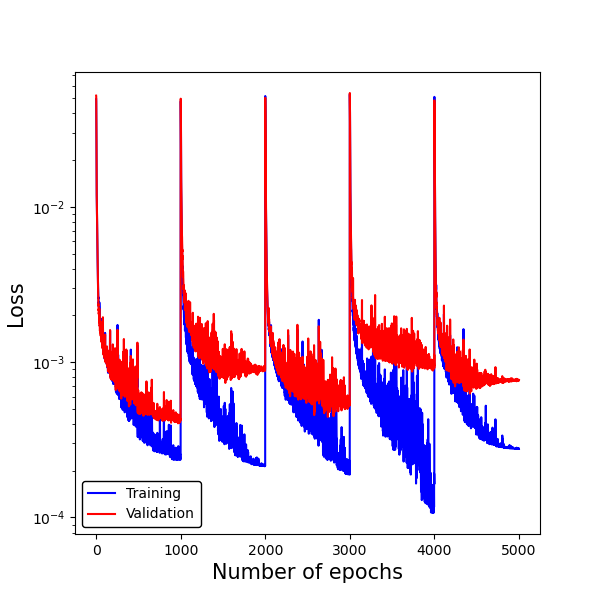 10⁻²
10⁻³
10⁻⁴
Loss
Training
Validation
0 1000 2000 3000 4000 5000
Number of epochs